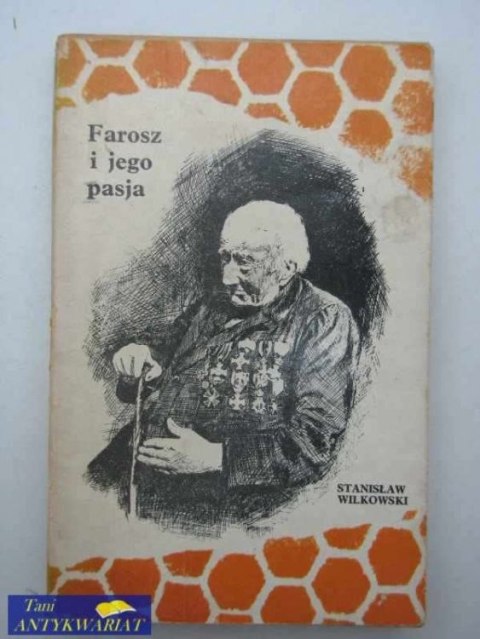 Farosz
i jego
pasja
STANISŁAW
WILKOWSKI
Tani
ANTYKWARIAT